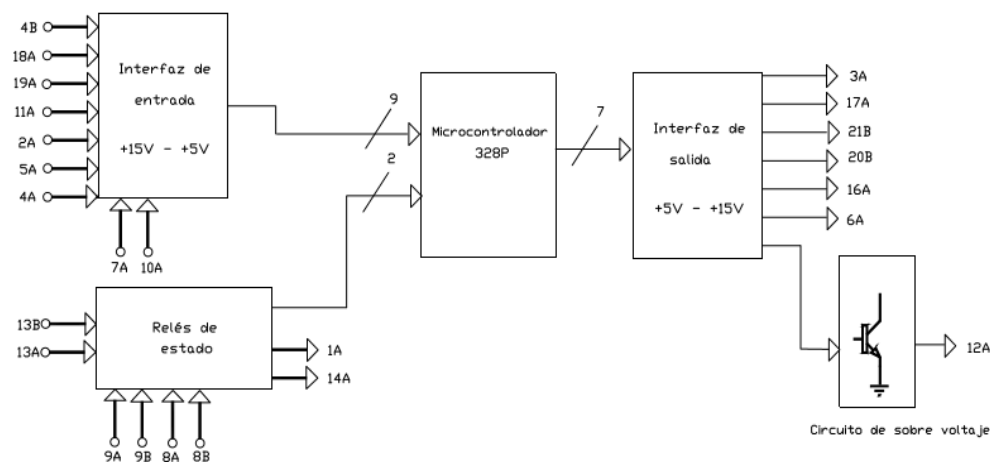 4B
18A
19A
11A
2A
5A
4A
Interfaz de
entrada
+15V - +5V
7A
10A
9
2
Microcontrolador
328P
7
Interfaz de
salida
+5V - +15V
3A
17A
21B
20B
16A
6A
13B
13A
Relés de
estado
1A
14A
9A
9B
8A
8B
12A
Circuito de sobre voltaje